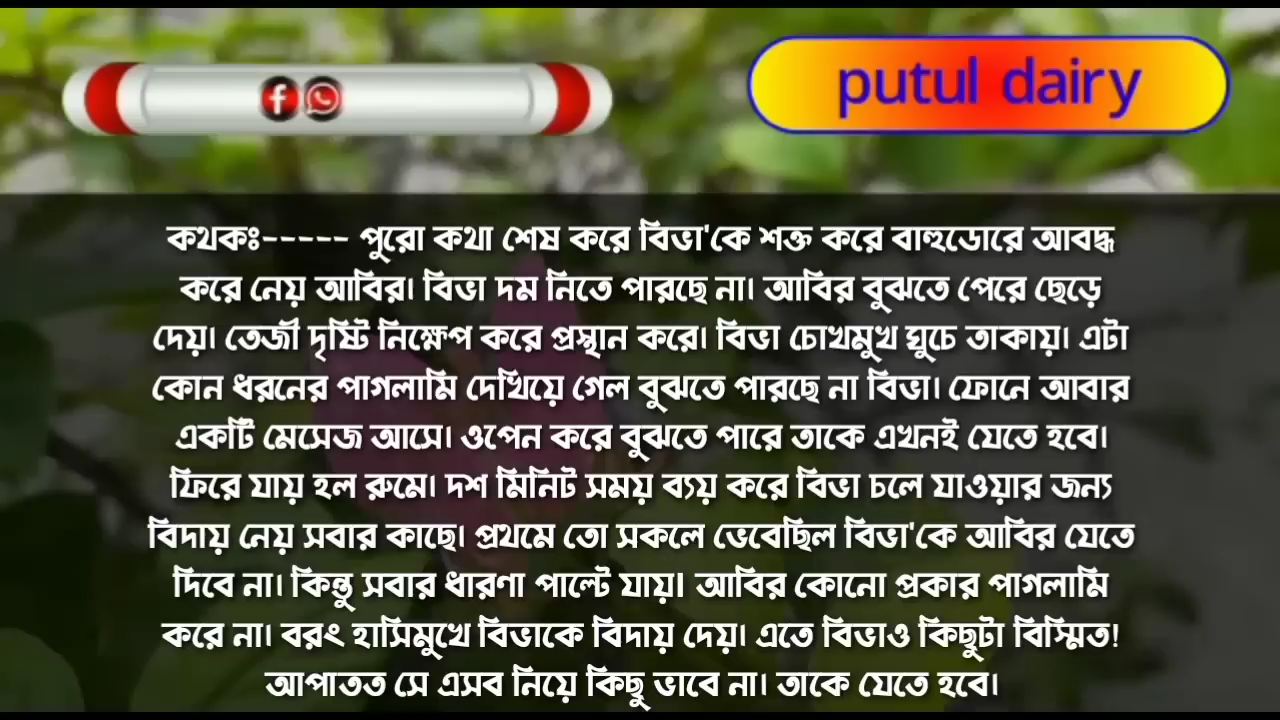 putul dairy
কথকঃ----- পুরো কথা শেষ করে বিভা'কে শক্ত করে বাহুডোরে আবদ্ধ
করে নেয় আবির। বিভা দম নিতে পারছে না। আবির বুঝতে পেরে ছেড়ে
দেয়। তেজী দৃষ্টি নিক্ষেপ করে প্রস্থান করে। বিভা চোখমুখ ঘুচে তাকায়। এটা
কোন ধরনের পাগলামি দেখিয়ে গেল বুঝতে পারছে না বিভা। ফোনে আবার
একটি মেসেজ আসে। ওপেন করে বুঝতে পারে তাকে এখনই যেতে হবে।
ফিরে যায় হল রুমে। দশ মিনিট সময় ব্যয় করে বিভা চলে যাওয়ার জন্য
বিদায় নেয় সবার কাছে। প্রথমে তো সকলে ভেবেছিল বিভা'কে আবির যেতে
দিবে না। কিন্তু সবার ধারণা পাল্টে যায়। আবির কোনো প্রকার পাগলামি
করে না। বরং হাসিমুখে বিভাকে বিদায় দেয়। এতে বিভাও কিছুটা বিস্মিত!
আপাতত সে এসব নিয়ে কিছু ভাবে না। তাকে যেতে হবে।